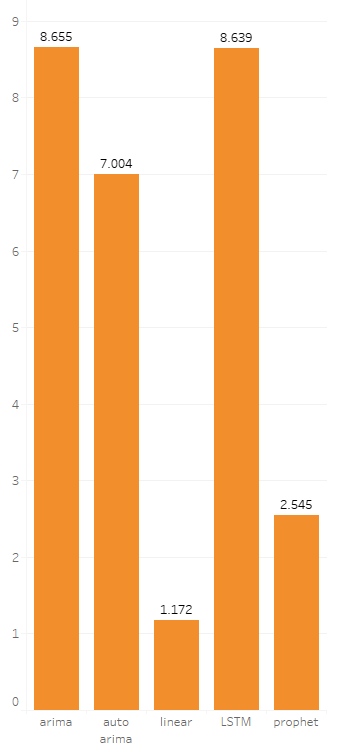 9
8
7
6
5
4
3
2
1
0
8.655
7.004
1.172
8.639
2.545
arima
auto
arima
linear
LSTM
prophet